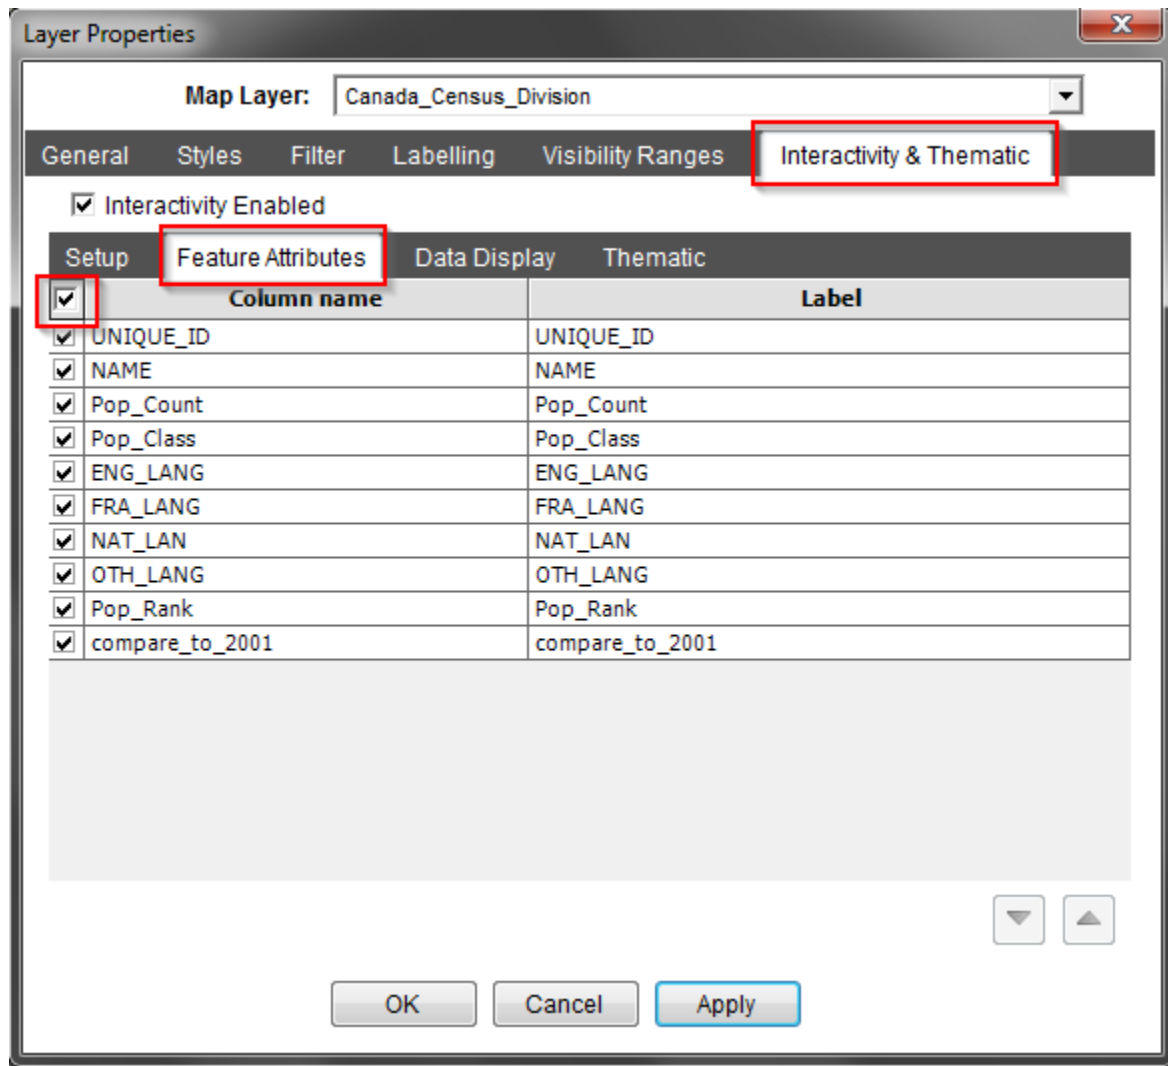 Layer Properties
Map Layer: Canada_Census_Division
General Styles Filter Labelling Visibility Ranges Interactivity & Thematic
Interactivity Enabled
Setup Feature Attributes Data Display Thematic
Column name Label
UNIQUE_ID UNIQUE_ID
NAME NAME
Pop_Count Pop_Count
Pop_Class Pop_Class
ENG_LANG ENG_LANG
FRA_LANG FRA_LANG
NAT_LAN NAT_LAN
OTH_LANG OTH_LANG
Pop_Rank Pop_Rank
compare_to_2001 compare_to_2001
OK Cancel Apply